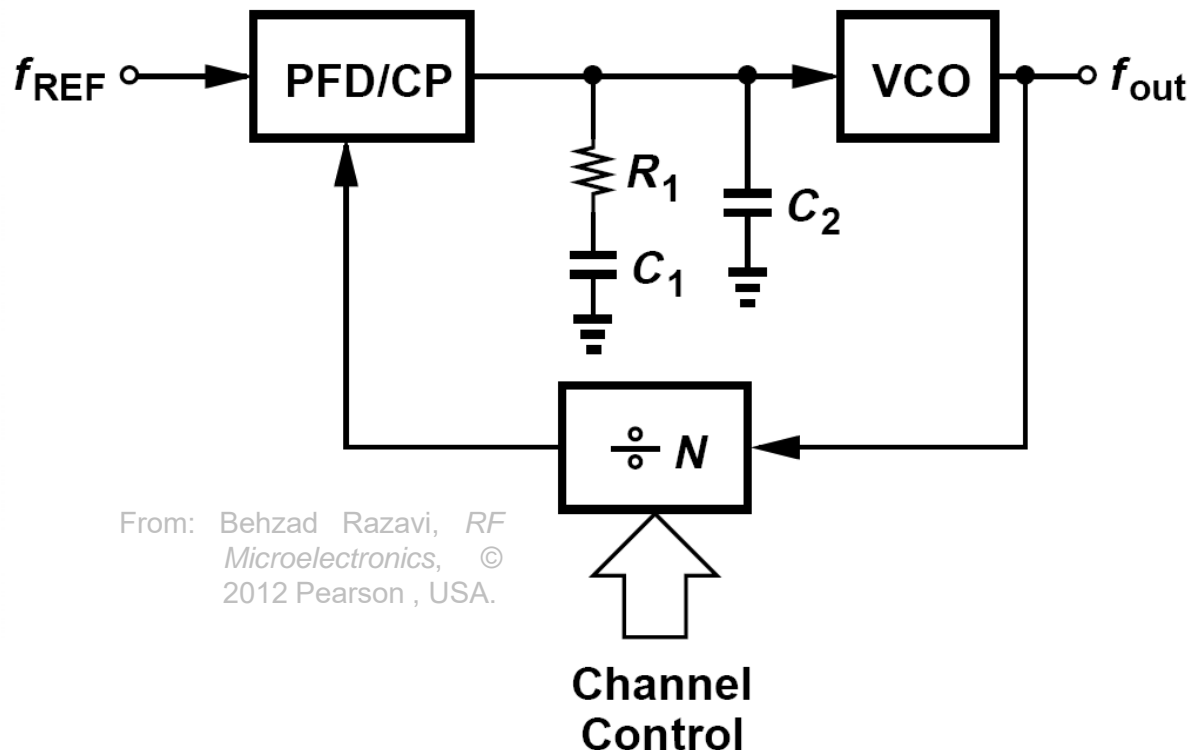 fREF
PFD/CP
VCO
fout
R1
C1
C2
÷ N
From: Behzad Razavi, RF
Microelectronics, ©
2012 Pearson , USA.
Channel
Control